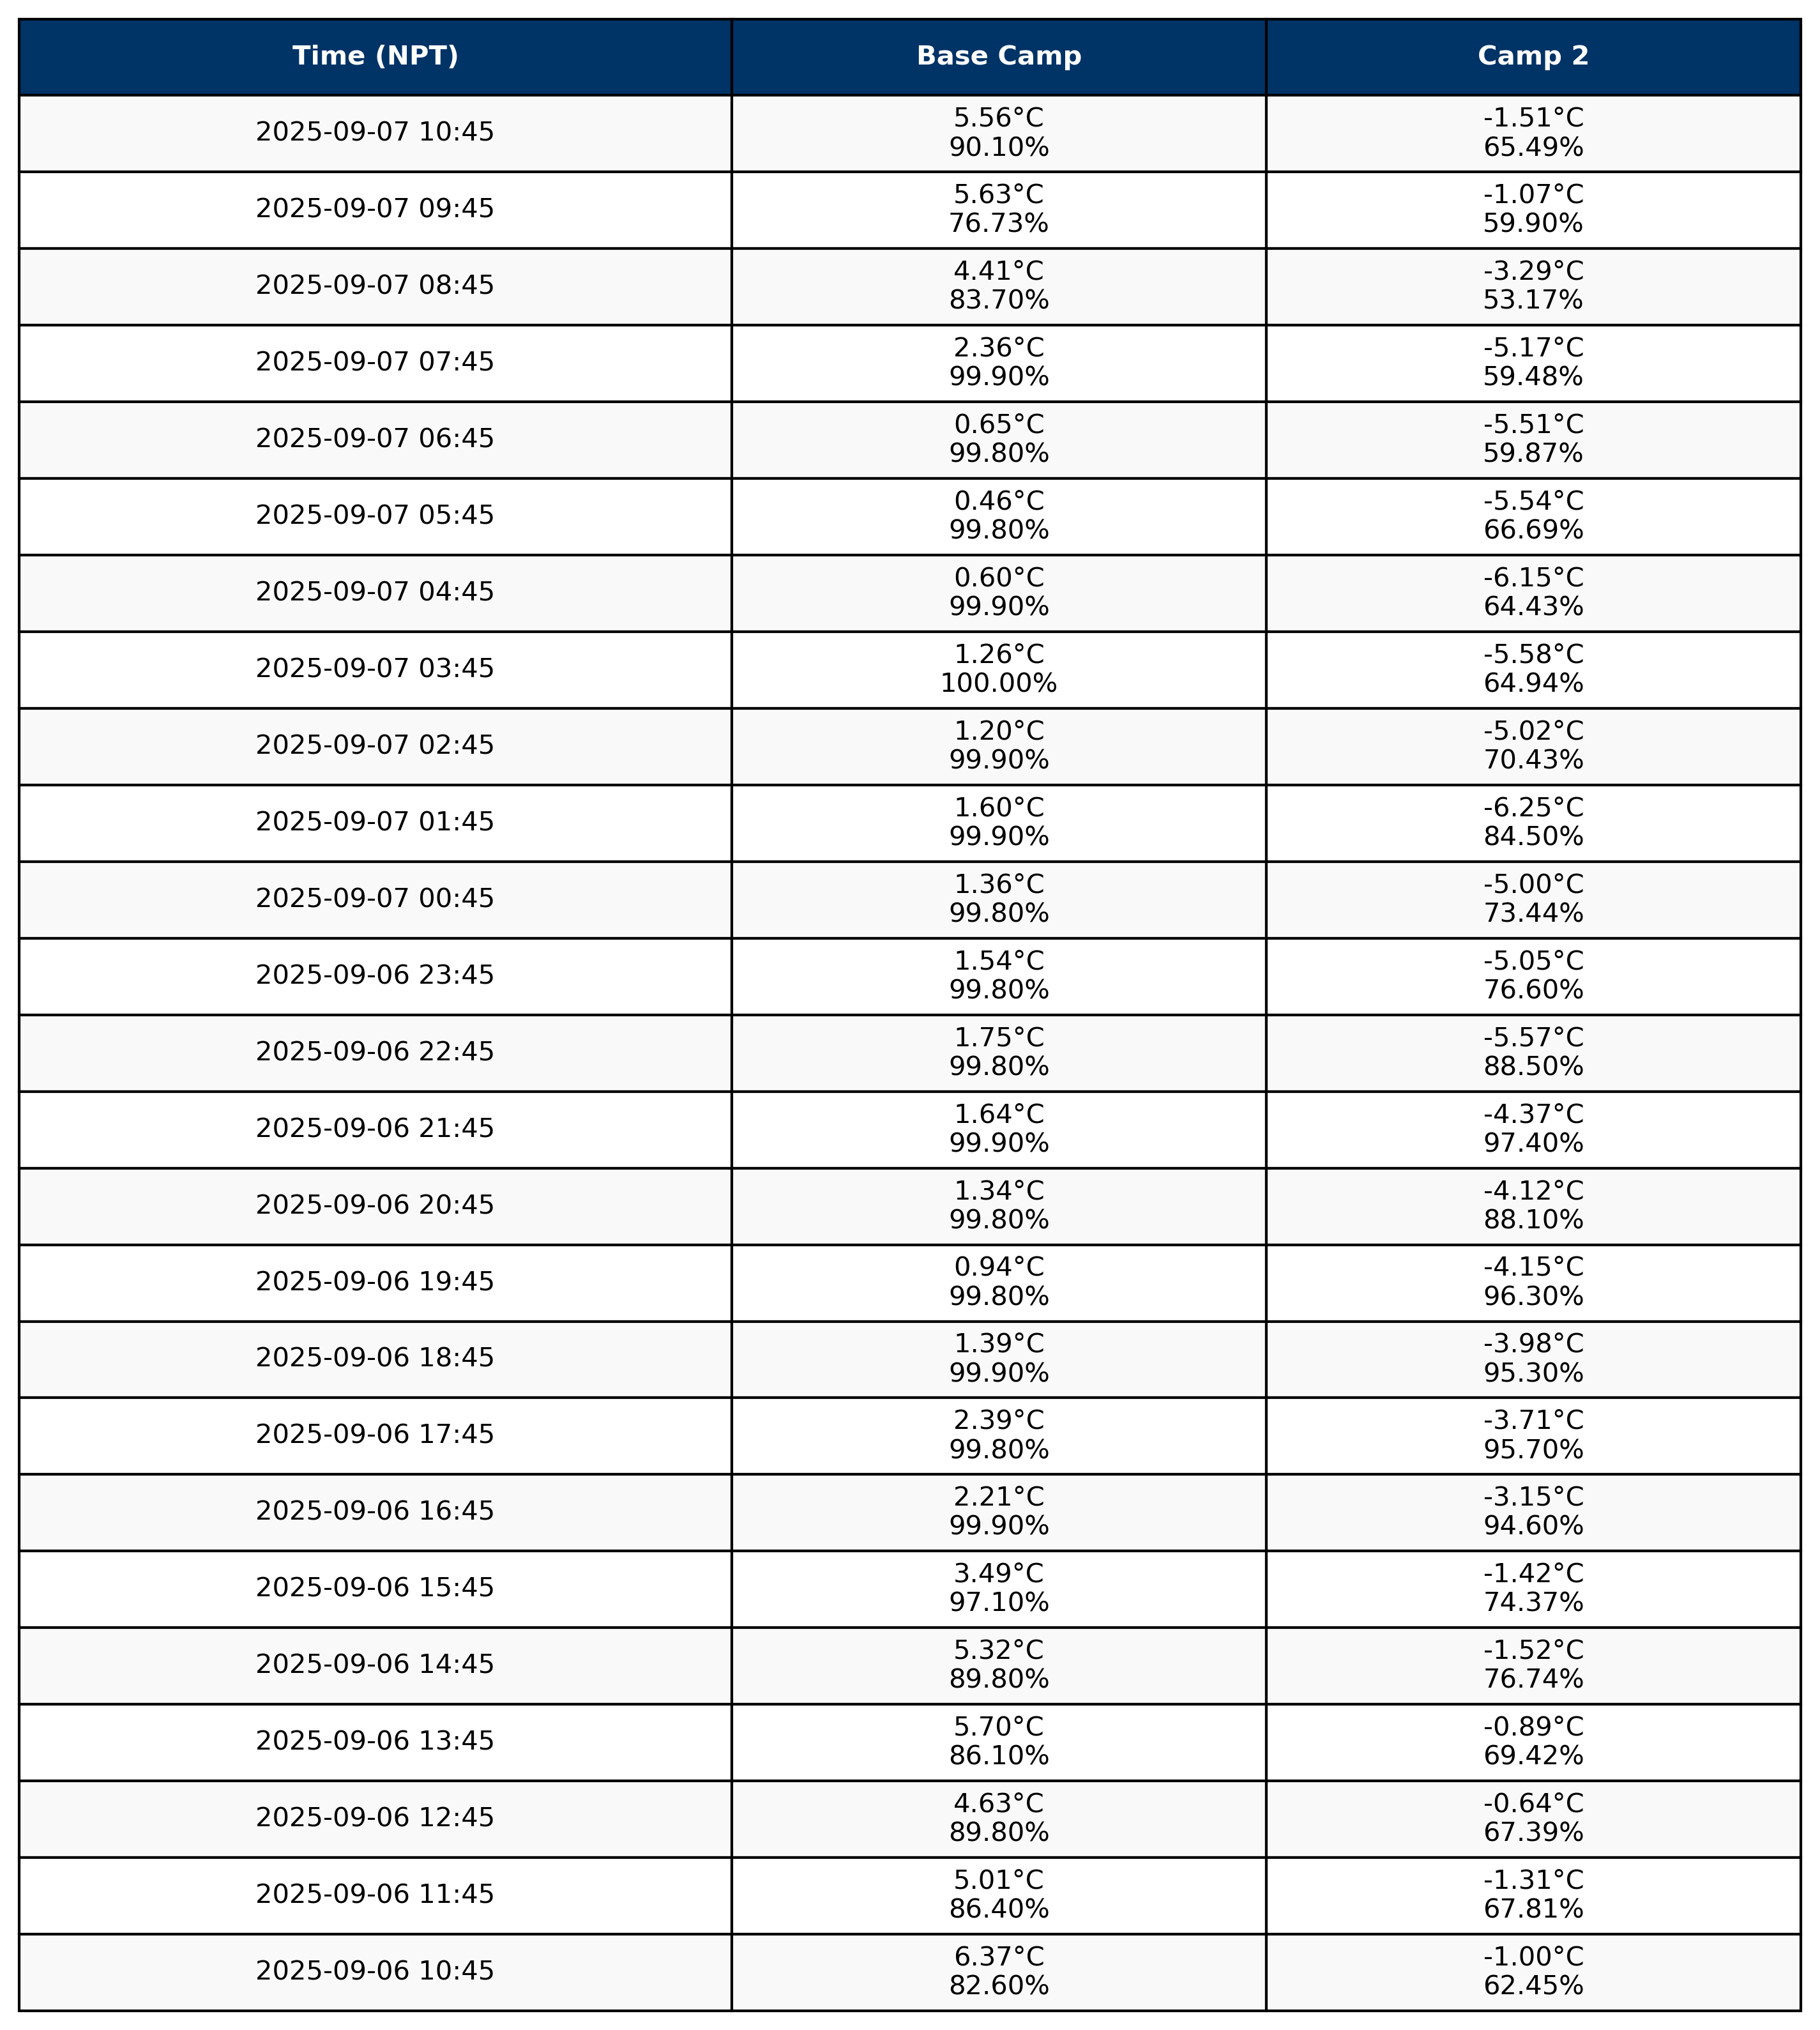 Time (NPT) Base Camp Camp 2
2025-09-07 10:45 5.56°C -1.51°C
90.10% 65.49%
2025-09-07 09:45 5.63°C -1.07°C
76.73% 59.90%
2025-09-07 08:45 4.41°C -3.29°C
83.70% 53.17%
2025-09-07 07:45 2.36°C -5.17°C
99.90% 59.48%
2025-09-07 06:45 0.65°C -5.51°C
99.80% 59.87%
2025-09-07 05:45 0.46°C -5.54°C
99.80% 66.69%
2025-09-07 04:45 0.60°C -6.15°C
99.90% 64.43%
2025-09-07 03:45 1.26°C -5.58°C
100.00% 64.94%
2025-09-07 02:45 1.20°C -5.02°C
99.90% 70.43%
2025-09-07 01:45 1.60°C -6.25°C
99.90% 84.50%
2025-09-07 00:45 1.36°C -5.00°C
99.80% 73.44%
2025-09-06 23:45 1.54°C -5.05°C
99.80% 76.60%
2025-09-06 22:45 1.75°C -5.57°C
99.80% 88.50%
2025-09-06 21:45 1.64°C -4.37°C
99.90% 97.40%
2025-09-06 20:45 1.34°C -4.12°C
99.80% 88.10%
2025-09-06 19:45 0.94°C -4.15°C
99.80% 96.30%
2025-09-06 18:45 1.39°C -3.98°C
99.90% 95.30%
2025-09-06 17:45 2.39°C -3.71°C
99.80% 95.70%
2025-09-06 16:45 2.21°C -3.15°C
99.90% 94.60%
2025-09-06 15:45 3.49°C -1.42°C
97.10% 74.37%
2025-09-06 14:45 5.32°C -1.52°C
89.80% 76.74%
2025-09-06 13:45 5.70°C -0.89°C
86.10% 69.42%
2025-09-06 12:45 4.63°C -0.64°C
89.80% 67.39%
2025-09-06 11:45 5.01°C -1.31°C
86.40% 67.81%
2025-09-06 10:45 6.37°C -1.00°C
82.60% 62.45%